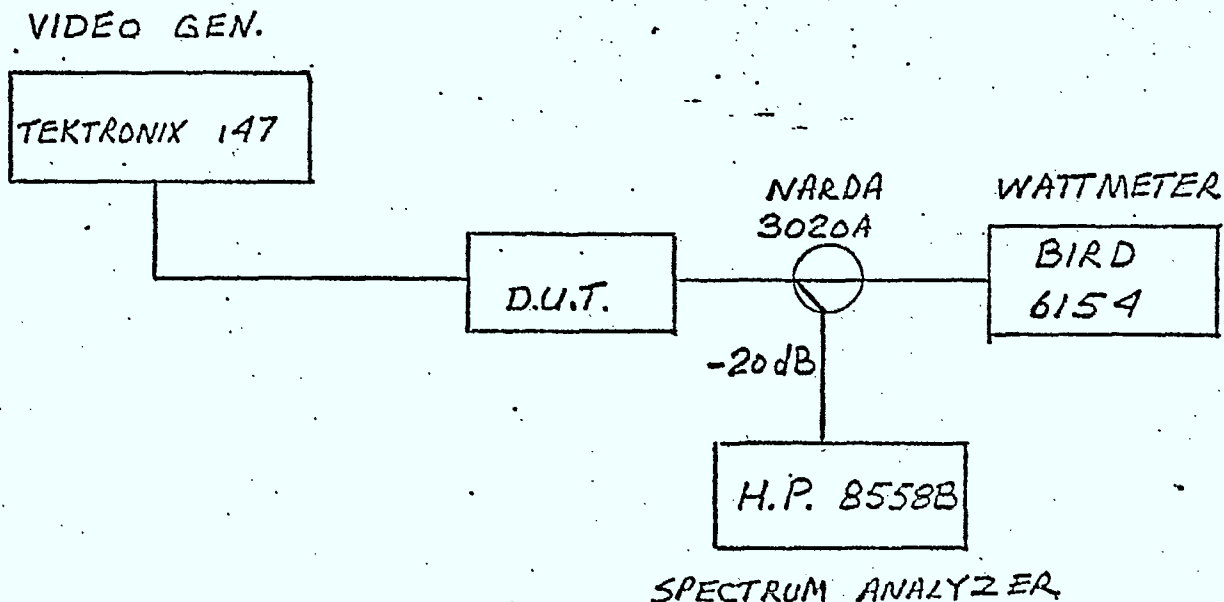 VIDEO GEN.
TEKTRONIX 147
NARDA
3020A
WATTMETER
BIRD
6154
D.U.T.
-20dB
H.P. 8558B
SPECTRUM ANALYZER